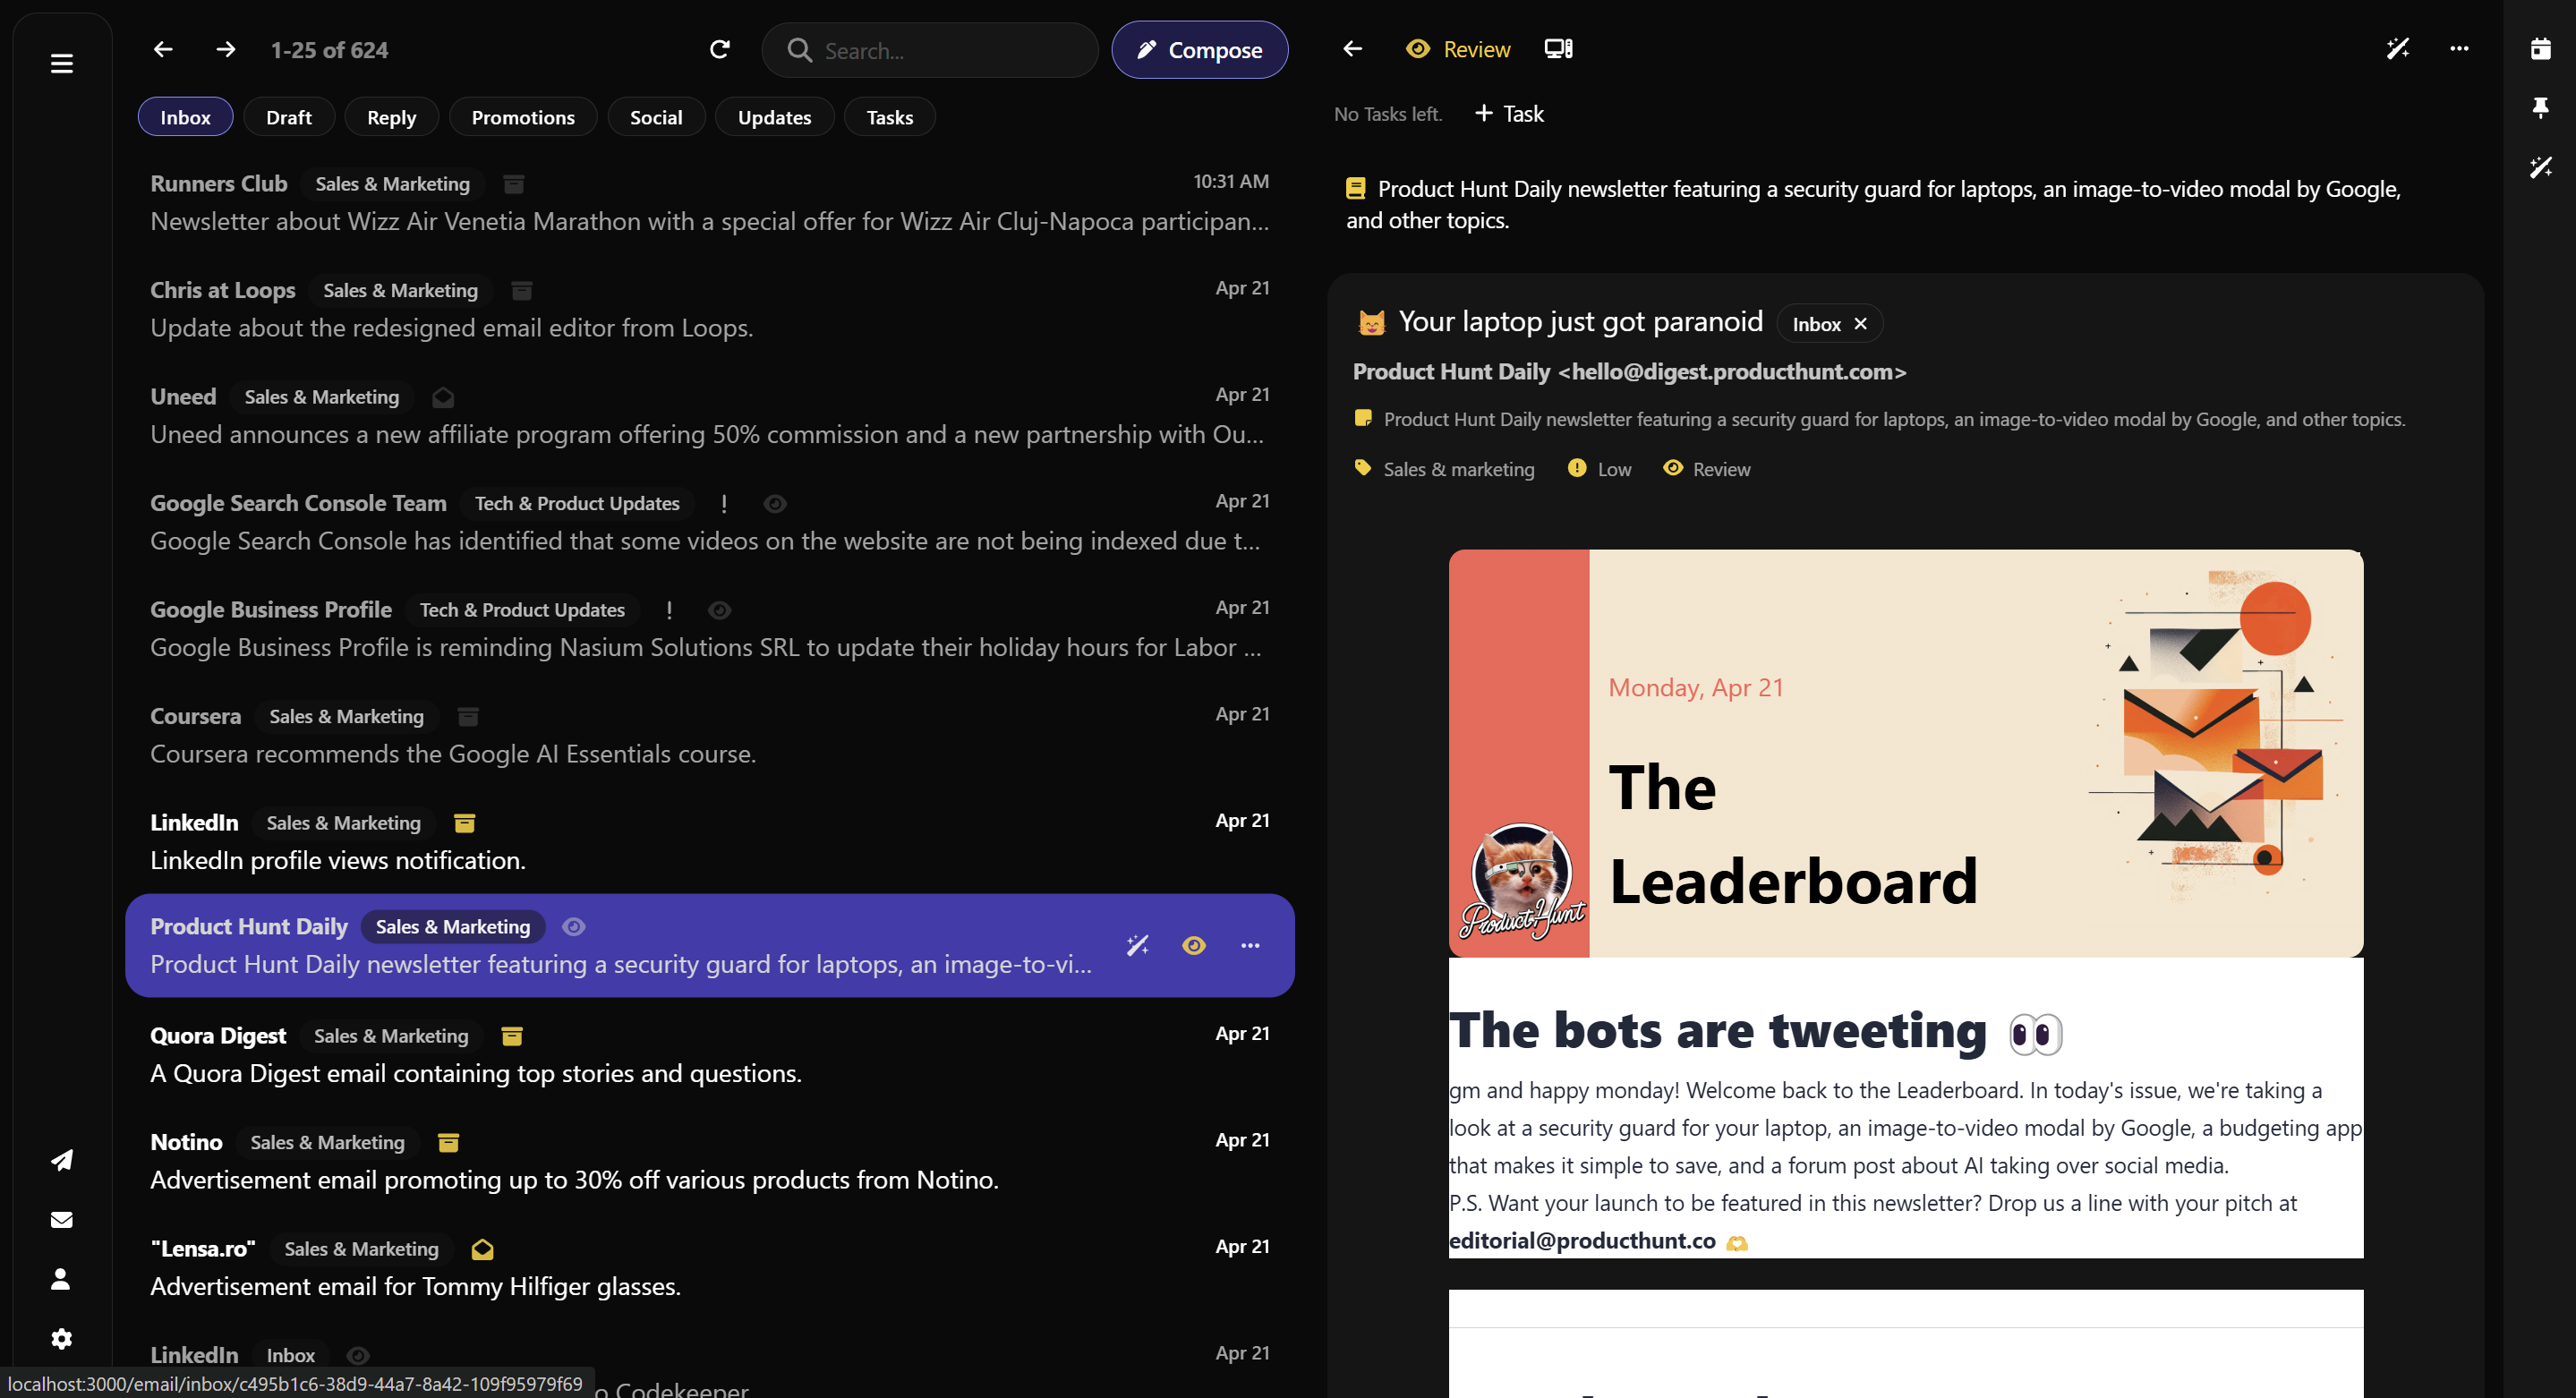 1-25 of 624
Search...
Compose
Inbox
Draft
Reply
Promotions
Social
Updates
Tasks
Runners Club Sales & Marketing 10:31 AM
Newsletter about Wizz Air Venetia Marathon with a special offer for Wizz Air Cluj-Napoca participan...
Chris at Loops Sales & Marketing Apr 21
Update about the redesigned email editor from Loops.
Uneed Sales & Marketing Apr 21
Uneed announces a new affiliate program offering 50% commission and a new partnership with Ou...
Google Search Console Team Tech & Product Updates ! Apr 21
Google Search Console has identified that some videos on the website are not being indexed due t...
Google Business Profile Tech & Product Updates ! Apr 21
Google Business Profile is reminding Nasium Solutions SRL to update their holiday hours for Labor ...
Coursera Sales & Marketing Apr 21
Coursera recommends the Google AI Essentials course.
LinkedIn Sales & Marketing Apr 21
LinkedIn profile views notification.
Product Hunt Daily Sales & Marketing
Product Hunt Daily newsletter featuring a security guard for laptops, an image-to-vi...
Quora Digest Sales & Marketing Apr 21
A Quora Digest email containing top stories and questions.
Notino Sales & Marketing Apr 21
Advertisement email promoting up to 30% off various products from Notino.
"Lensa.ro" Sales & Marketing Apr 21
Advertisement email for Tommy Hilfiger glasses.
LinkedIn Inbox Apr 21
o Codekeeper
localhost:3000/email/inbox/c495b1c6-38d9-44a7-8a42-109f95979f69
Review
No Tasks left. + Task
Product Hunt Daily newsletter featuring a security guard for laptops, an image-to-video modal by Google,
and other topics.
😸 Your laptop just got paranoid Inbox ×
Product Hunt Daily <hello@digest.producthunt.com>
Product Hunt Daily newsletter featuring a security guard for laptops, an image-to-video modal by Google, and other topics.
Sales & marketing Low Review
Monday, Apr 21
The
Leaderboard
Product Hunt
The bots are tweeting 👀
gm and happy monday! Welcome back to the Leaderboard. In today's issue, we're taking a
look at a security guard for your laptop, an image-to-video modal by Google, a budgeting app
that makes it simple to save, and a forum post about AI taking over social media.
P.S. Want your launch to be featured in this newsletter? Drop us a line with your pitch at
editorial@producthunt.co 🫶